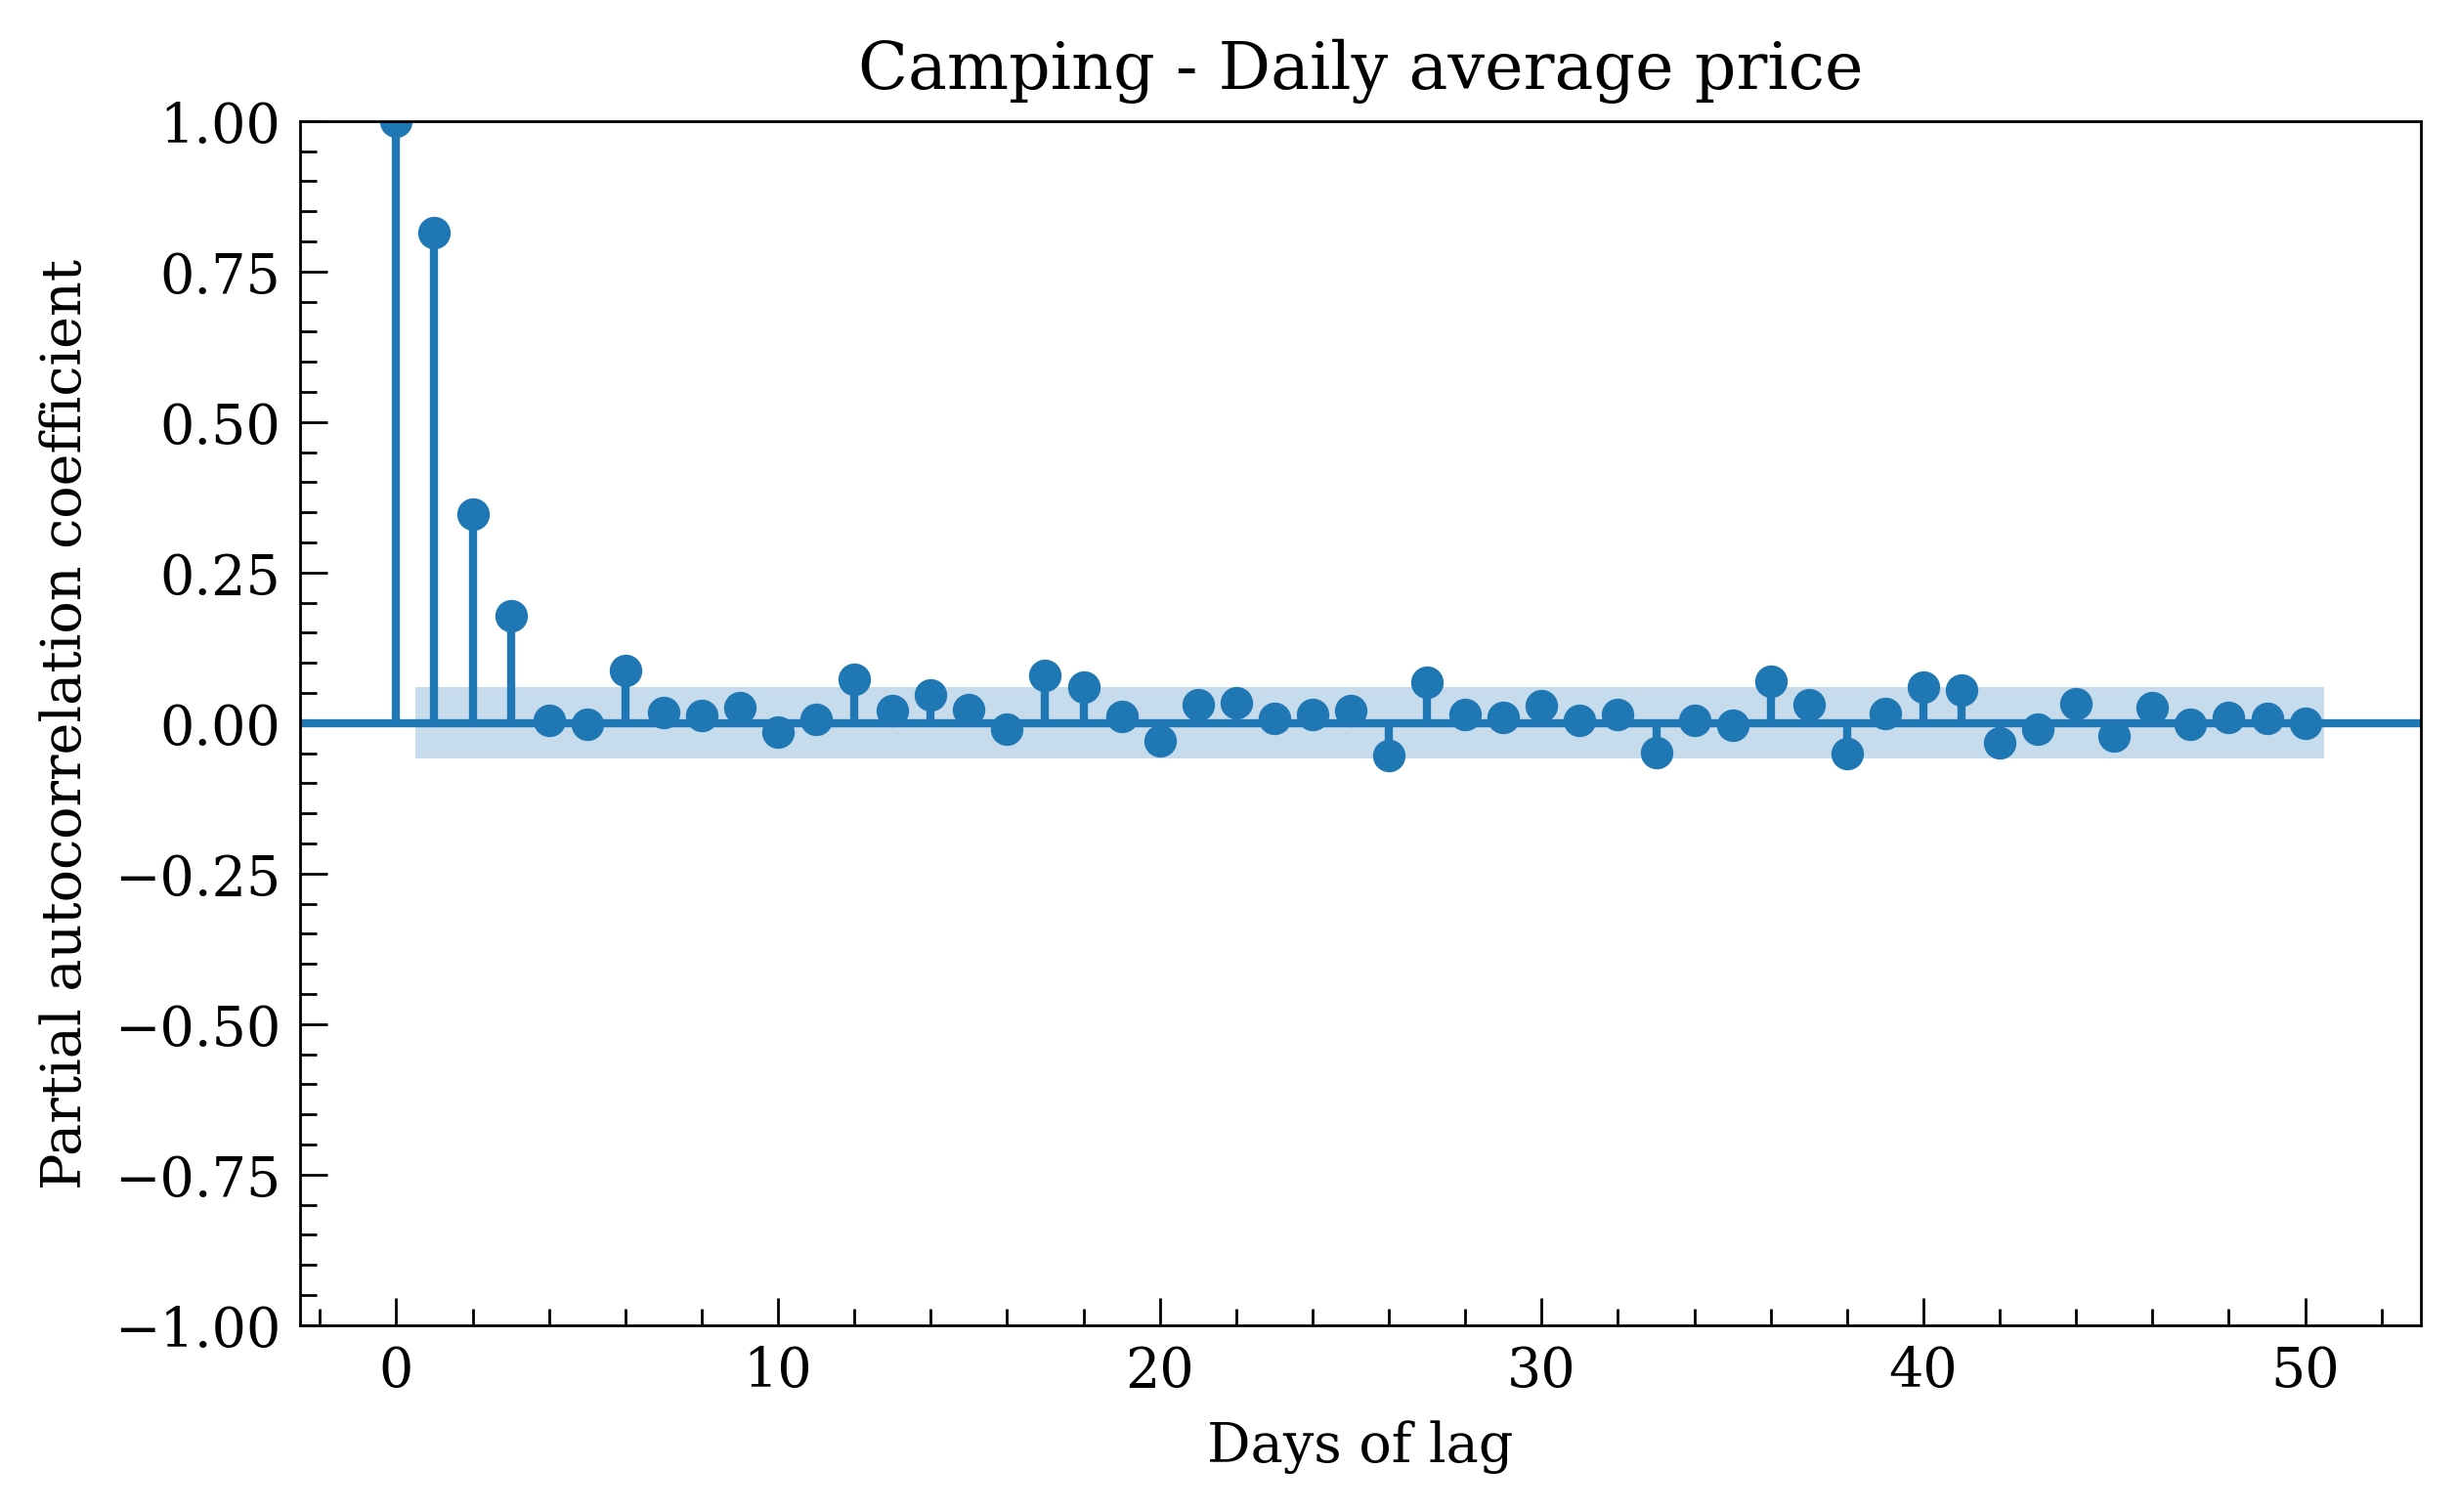 Camping - Daily average price
Partial autocorrelation coefficient
1.00
0.75
0.50
0.25
0.00
−0.25
−0.50
−0.75
−1.00
0 10 20 30 40 50
Days of lag